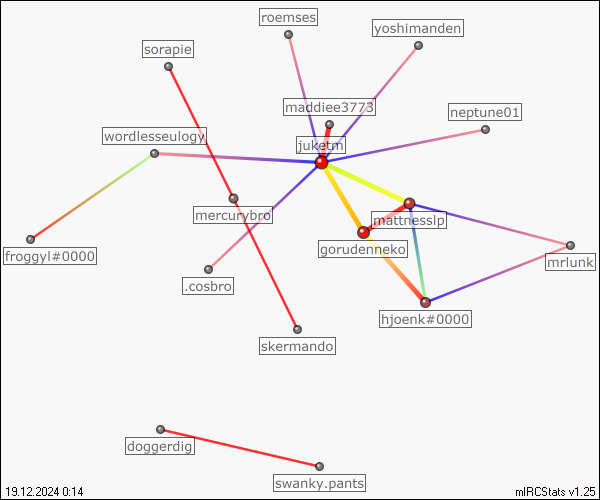 roemses
yoshimanden
sorapie
maddiee3773
neptune01
wordlesseulogy
juketm
mercurybro
mattnesslp
gorudenneko
froggyl#0000
mrlunk
.cosbro
hjoenk#0000
skermando
doggerdig
swanky.pants
19.12.2024 0:14
mIRCStats v1.25